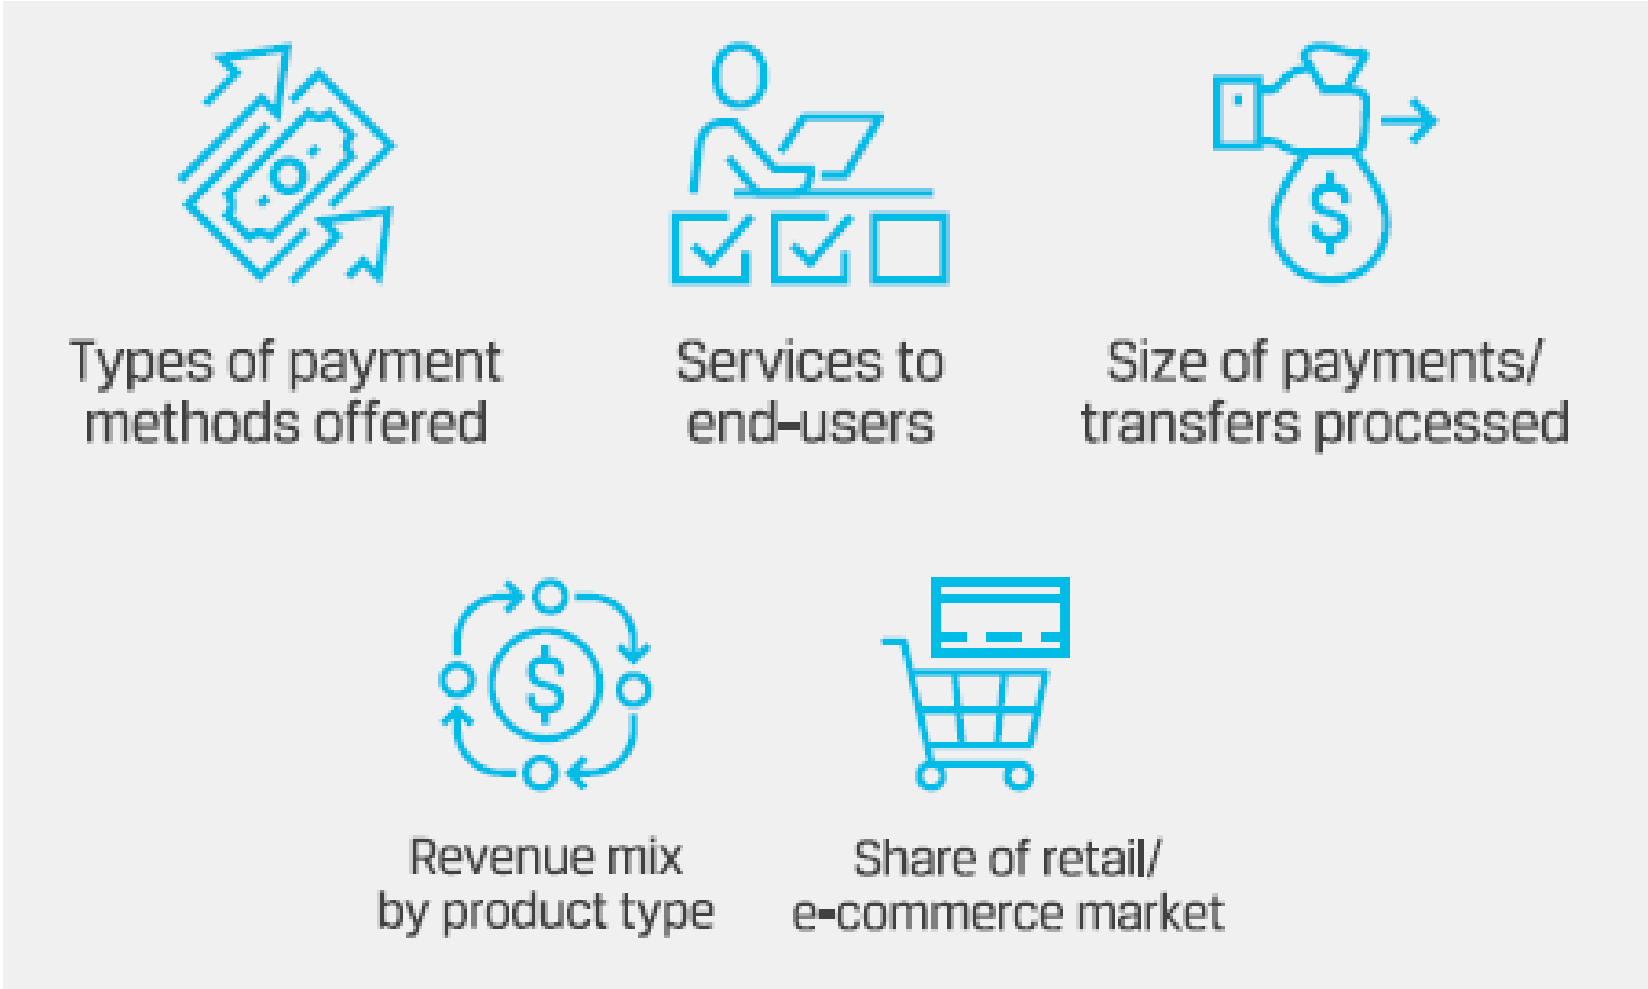 Types of payment
methods offered
Services to
end-users
Size of payments/
transfers processed
Revenue mix
by product type
Share of retail/
e-commerce market